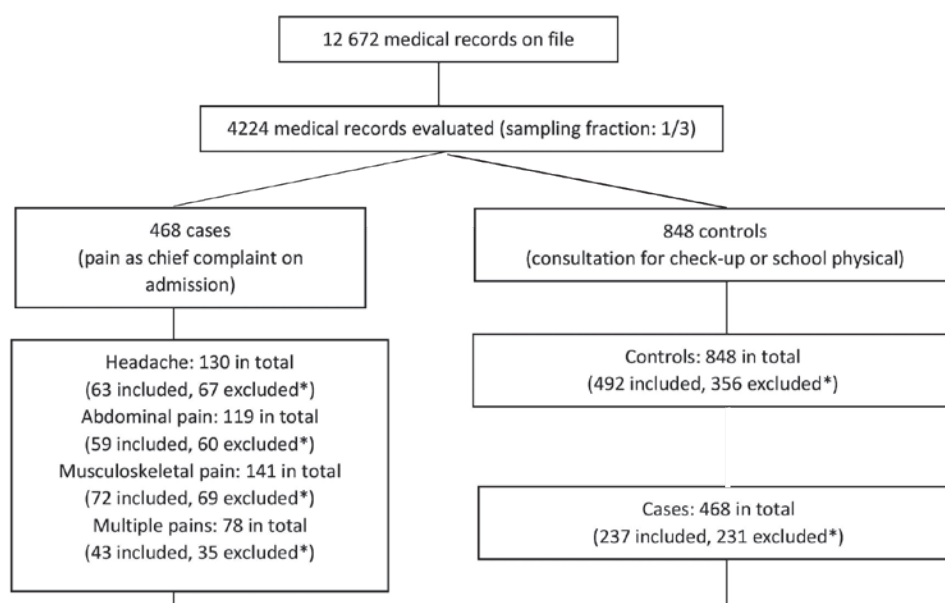 12 672 medical records on file
4224 medical records evaluated (sampling fraction: 1/3)
468 cases
(pain as chief complaint on
admission)
848 controls
(consultation for check-up or school physical)
Headache: 130 in total
(63 included, 67 excluded*)
Abdominal pain: 119 in total
(59 included, 60 excluded*)
Musculoskeletal pain: 141 in total
(72 included, 69 excluded*)
Multiple pains: 78 in total
(43 included, 35 excluded*)
Controls: 848 in total
(492 included, 356 excluded*)
Cases: 468 in total
(237 included, 231 excluded*)